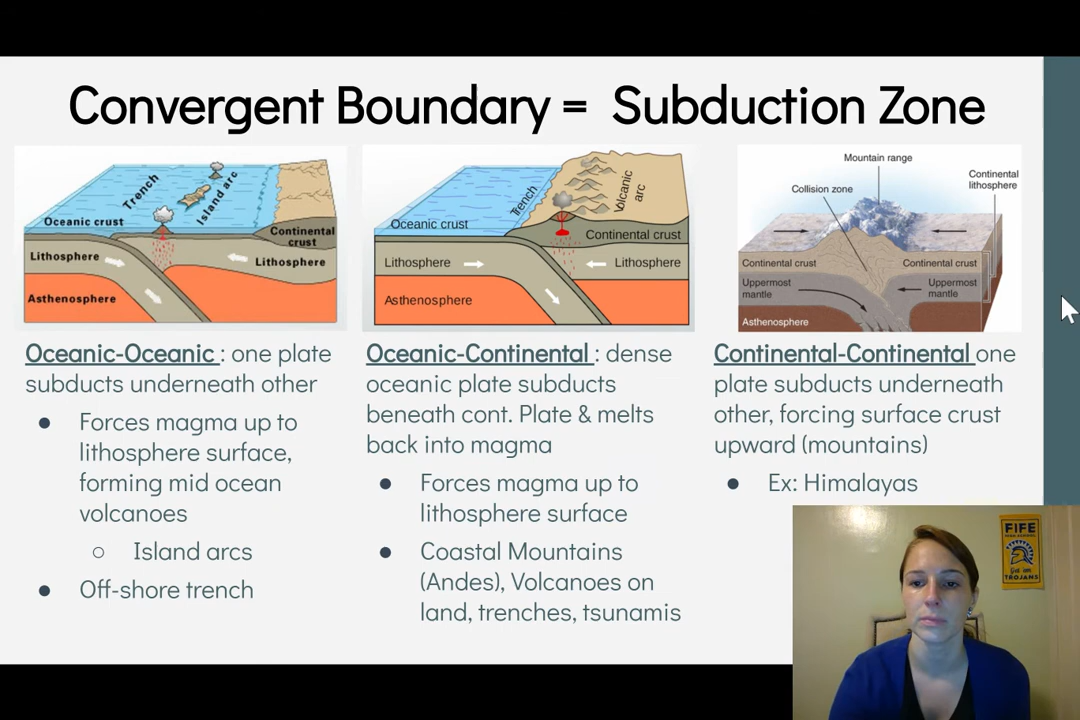 Convergent Boundary = Subduction Zone
Trench
Island arc
Oceanic crust
Continental
crust
Lithosphere
Lithosphere
Asthenosphere
Trench
Volcanic
arc
Oceanic crust
Continental crust
Lithosphere
Lithosphere
Asthenosphere
Mountain range
Continental
lithosphere
Collision zone
Continental crust
Continental crust
Uppermost
mantle
Uppermost
mantle
Asthenosphere
Oceanic-Oceanic : one plate
subducts underneath other
● Forces magma up to
lithosphere surface,
forming mid ocean
volcanoes
○ Island arcs
● Off-shore trench
Oceanic-Continental : dense
oceanic plate subducts
beneath cont. Plate & melts
back into magma
● Forces magma up to
lithosphere surface
● Coastal Mountains
(Andes), Volcanoes on
land, trenches, tsunamis
Continental-Continental one
plate subducts underneath
other, forcing surface crust
upward (mountains)
● Ex: Himalayas
FIFE
Go! em
TROJANS